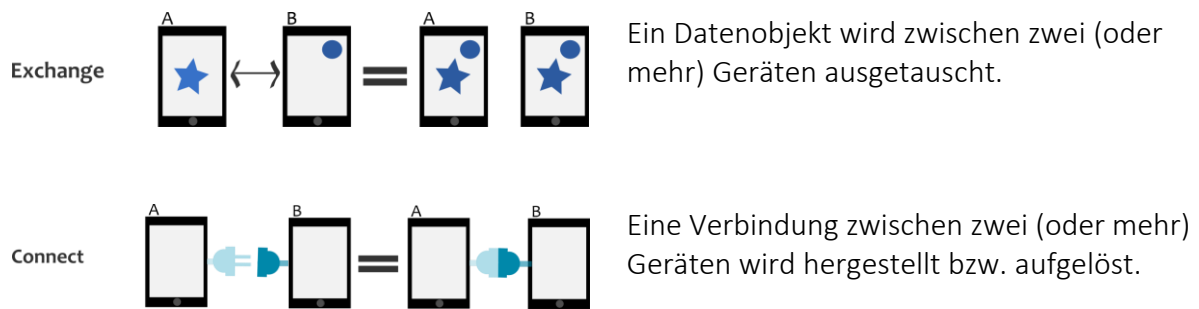 A B A B
Exchange
Ein Datenobjekt wird zwischen zwei (oder
mehr) Geräten ausgetauscht.
A B A B
Connect
Eine Verbindung zwischen zwei (oder mehr)
Geräten wird hergestellt bzw. aufgelöst.